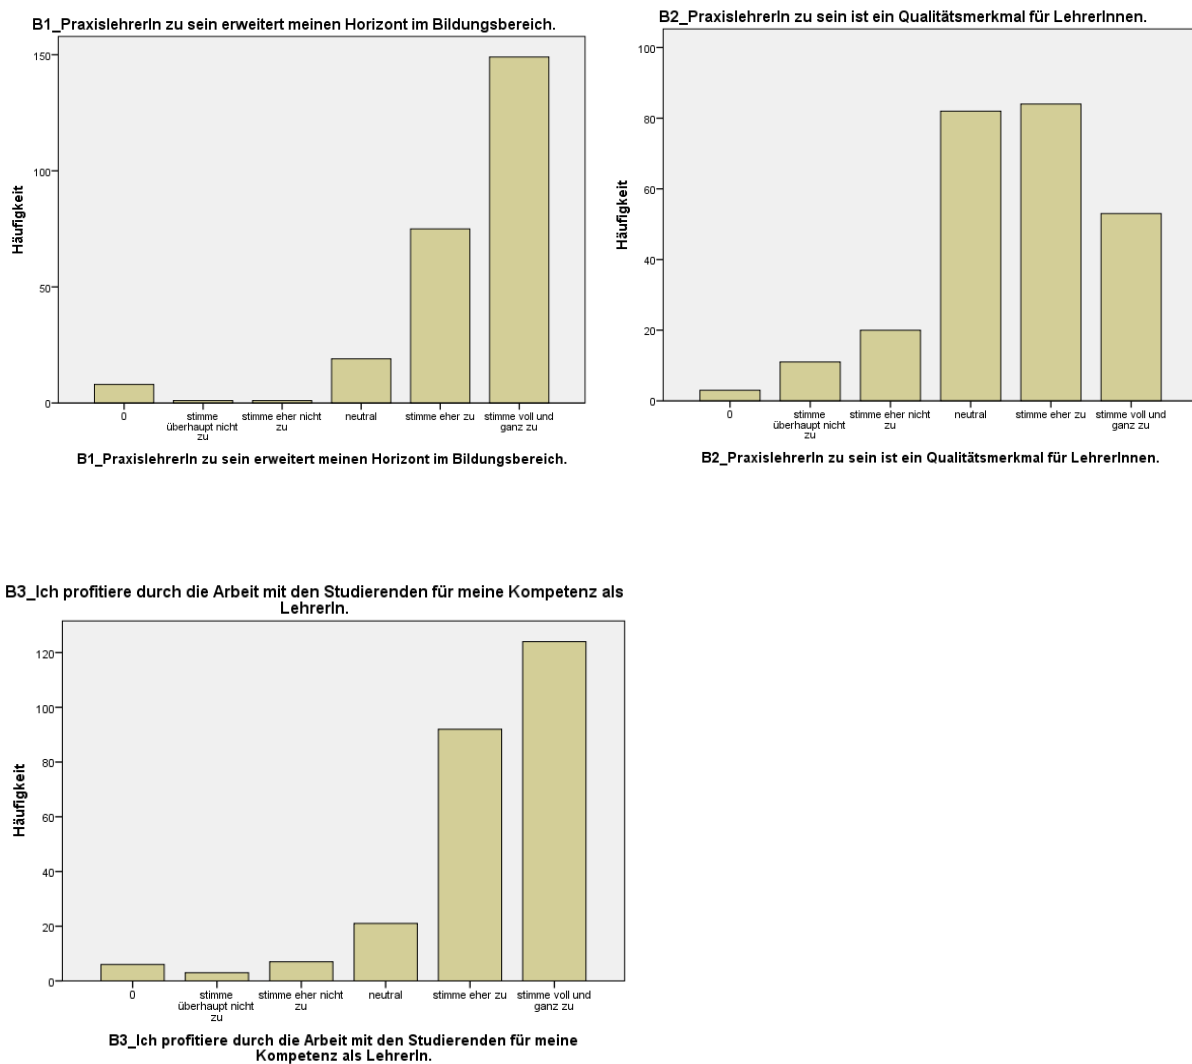 B1_PraxislehrerIn zu sein erweitert meinen Horizont im Bildungsbereich.
Häufigkeit
150
100
50
0
0
stimme
überhaupt nicht
zu
stimme eher nicht
zu
neutral
stimme eher zu
stimme voll und
ganz zu
B1_PraxislehrerIn zu sein erweitert meinen Horizont im Bildungsbereich.
B2_PraxislehrerIn zu sein ist ein Qualitätsmerkmal für LehrerInnen.
Häufigkeit
100
80
60
40
20
0
0
stimme
überhaupt nicht
zu
stimme eher nicht
zu
neutral
stimme eher zu
stimme voll und
ganz zu
B2_PraxislehrerIn zu sein ist ein Qualitätsmerkmal für LehrerInnen.
B3_Ich profitiere durch die Arbeit mit den Studierenden für meine Kompetenz als
LehrerIn.
Häufigkeit
120
100
80
60
40
20
0
0
stimme
überhaupt nicht
zu
stimme eher nicht
zu
neutral
stimme eher zu
stimme voll und
ganz zu
B3_Ich profitiere durch die Arbeit mit den Studierenden für meine
Kompetenz als LehrerIn.